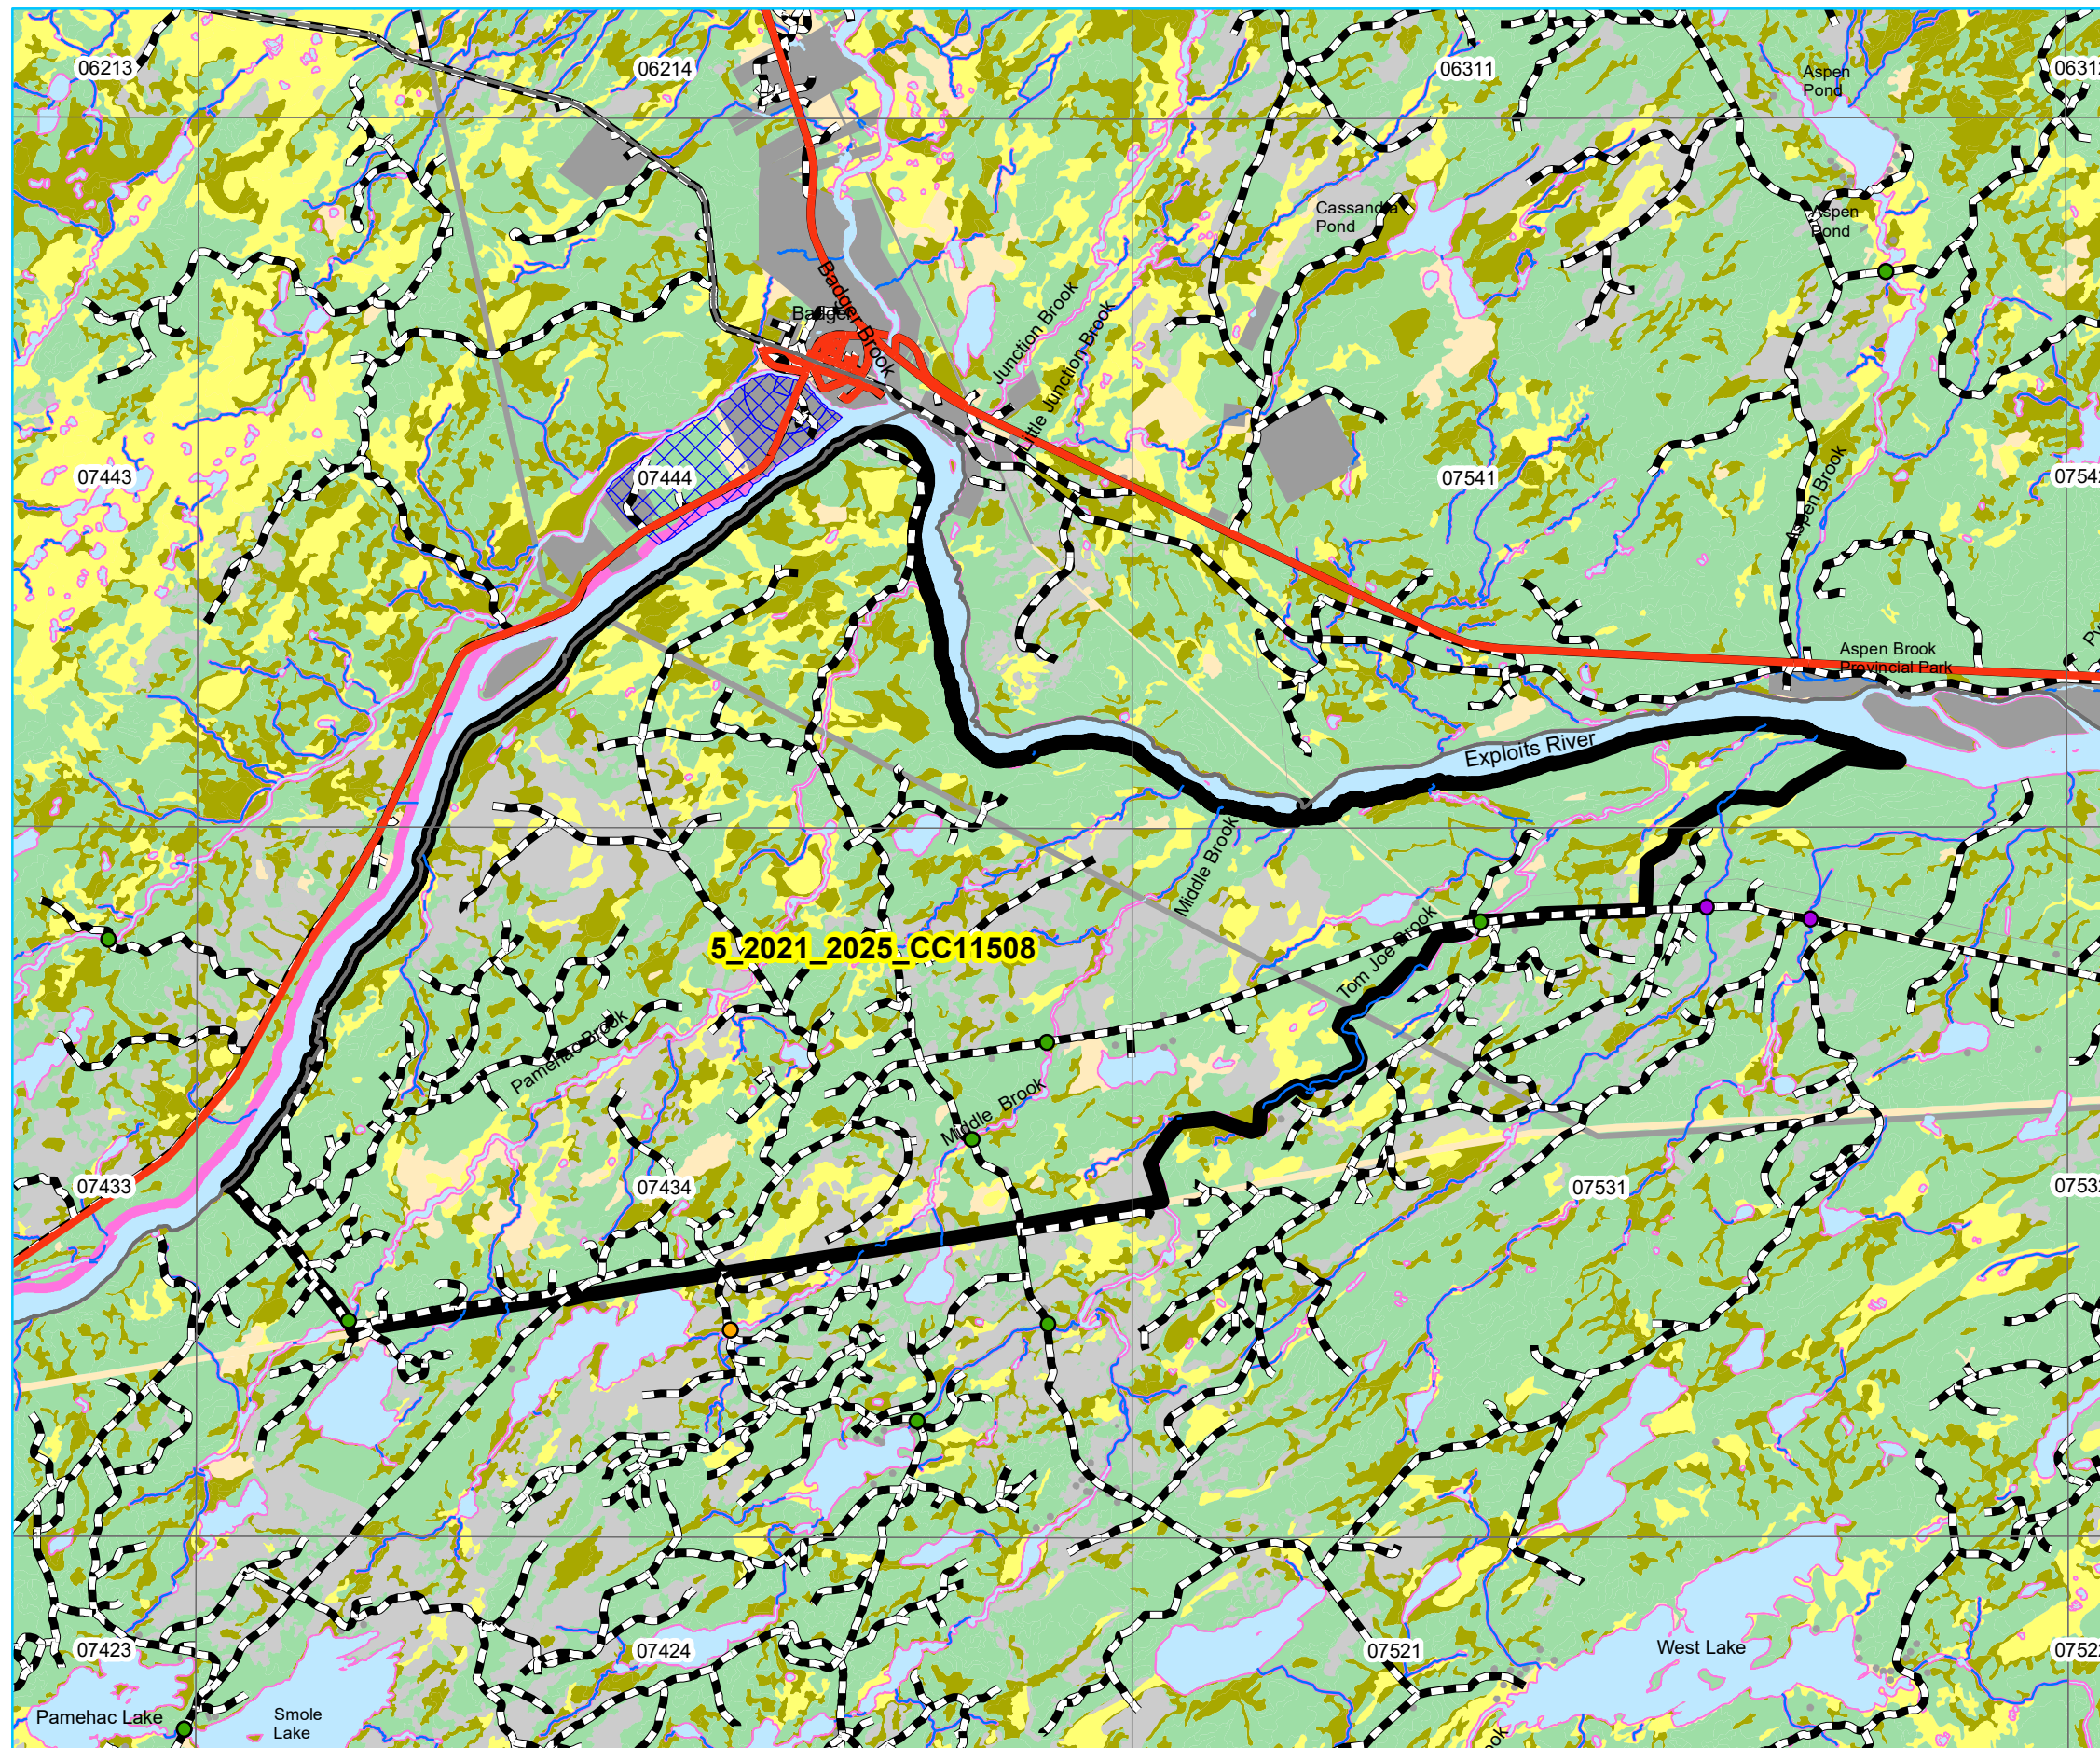 06213
06214
06311
Aspen
Pond
Cassandra
Pond
Aspen
Pond
Badger
Badger Brook
Junction Brook
Little Junction Brook
07443
07444
07541
Aspen Brook
Aspen Brook
Provincial Park
Exploits River
Middle Brook
5_2021_2025_CC11508
Tom Joe Brook
Pamehac Brook
Middle Brook
07433
07434
07531
07423
07424
07521
West Lake
Pamehac Lake
Smole
Lake